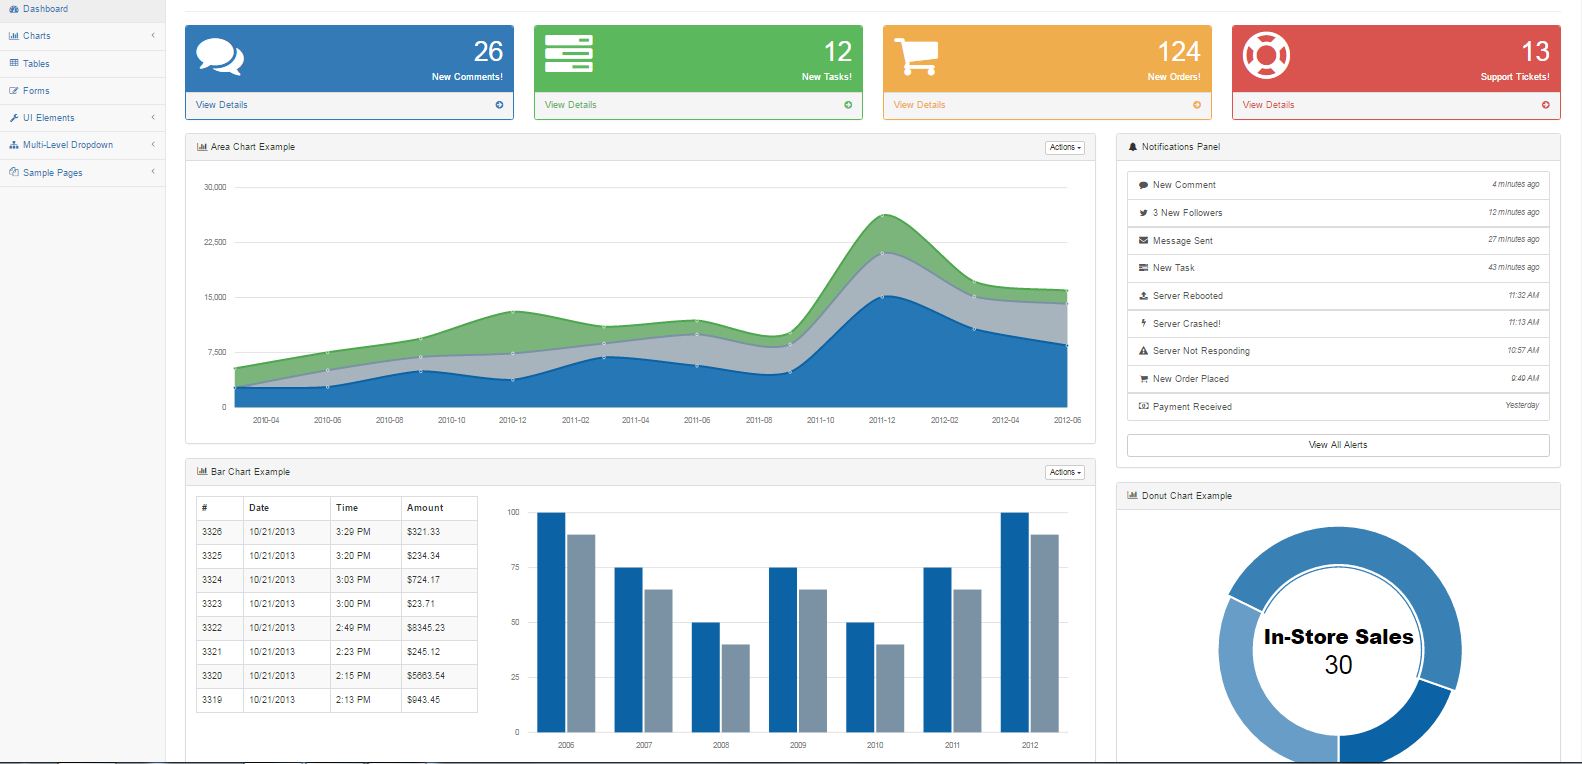 Dashboard
Charts
Tables
Forms
UI Elements
Multi-Level Dropdown
Sample Pages
26
New Comments!
View Details
12
New Tasks!
View Details
124
New Orders!
View Details
13
Support Tickets!
View Details
Area Chart Example
Actions
30,000
22,500
15,000
7,500
0
2010-04 2010-06 2010-08 2010-10 2010-12 2011-02 2011-04 2011-06 2011-08 2011-10 2011-12 2012-02 2012-04 2012-06
Notifications Panel
New Comment 4 minutes ago
3 New Followers 12 minutes ago
Message Sent 27 minutes ago
New Task 43 minutes ago
Server Rebooted 11:32 AM
Server Crashed! 11:13 AM
Server Not Responding 10:57 AM
New Order Placed 9:49 AM
Payment Received Yesterday
View All Alerts
Bar Chart Example
Actions
# Date Time Amount
3326 10/21/2013 3:29 PM $321.33
3325 10/21/2013 3:20 PM $234.34
3324 10/21/2013 3:03 PM $724.17
3323 10/21/2013 3:00 PM $23.71
3322 10/21/2013 2:49 PM $8345.23
3321 10/21/2013 2:23 PM $245.12
3320 10/21/2013 2:15 PM $5663.54
3319 10/21/2013 2:13 PM $943.45
100
75
50
25
0
2006 2007 2008 2009 2010 2011 2012
Donut Chart Example
In-Store Sales
30